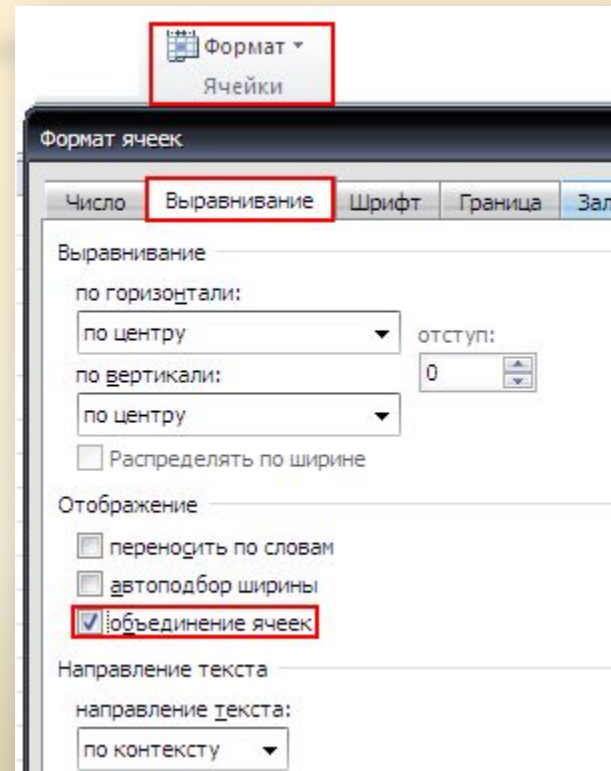 Формат
Ячейки
Формат ячеек
Число Выравнивание Шрифт Граница Зал
Выравнивание
по горизонтали:
по центру отступ:
по вертикали: 0
по центру
Распределять по ширине
Отображение
переносить по словам
автоподбор ширины
объединение ячеек
Направление текста
направление текста:
по контексту